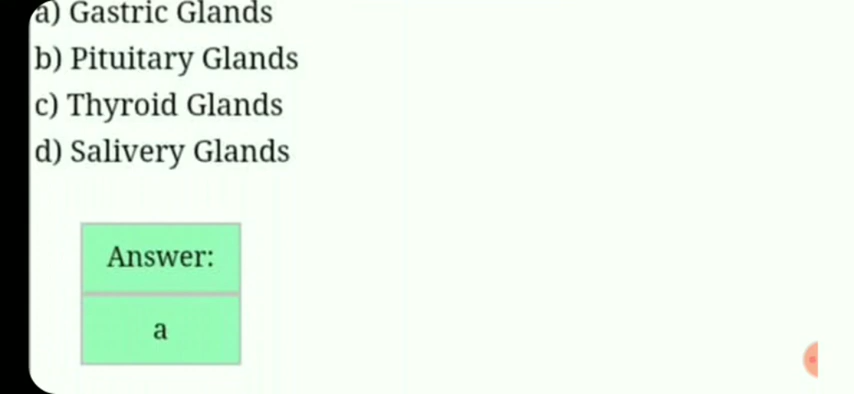 a) Gastric Glands
b) Pituitary Glands
c) Thyroid Glands
d) Salivery Glands
Answer:
a